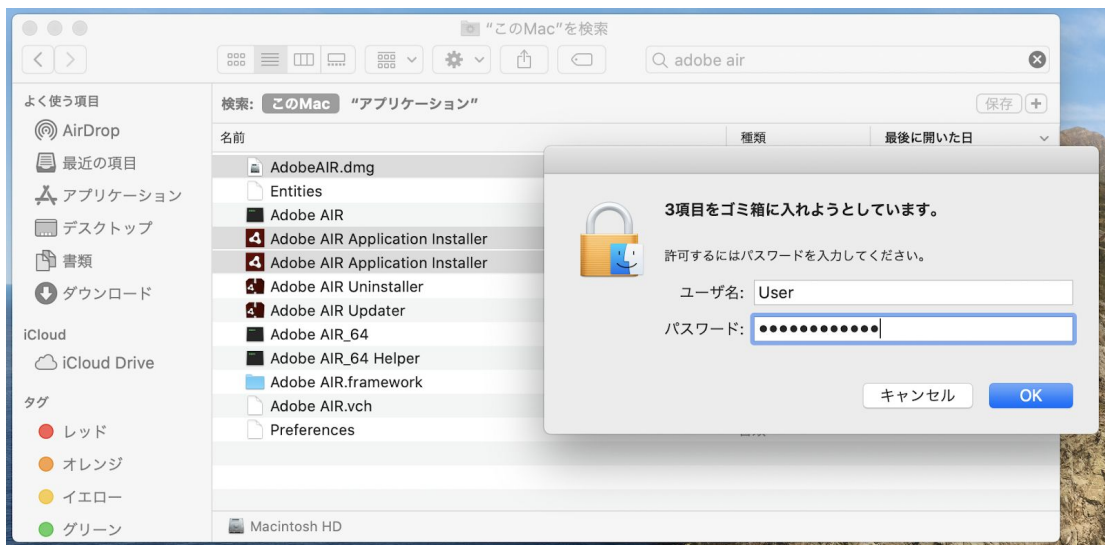 "このMac"を検索
adobe air
よく使う項目
AirDrop
最近の項目
アプリケーション
デスクトップ
書類
ダウンロード
iCloud
iCloud Drive
タグ
レッド
オレンジ
イエロー
グリーン
検索: このMac "アプリケーション"
保存 +
名前 種類 最後に開いた日
AdobeAIR.dmg
Entities
Adobe AIR
Adobe AIR Application Installer
Adobe AIR Application Installer
Adobe AIR Uninstaller
Adobe AIR Updater
Adobe AIR_64
Adobe AIR_64 Helper
Adobe AIR.framework
Adobe AIR.vch
Preferences
Macintosh HD
3項目をゴミ箱に入れようとしています。
許可するにはパスワードを入力してください。
ユーザ名: User
パスワード: ●●●●●●●●●●●●
キャンセル OK